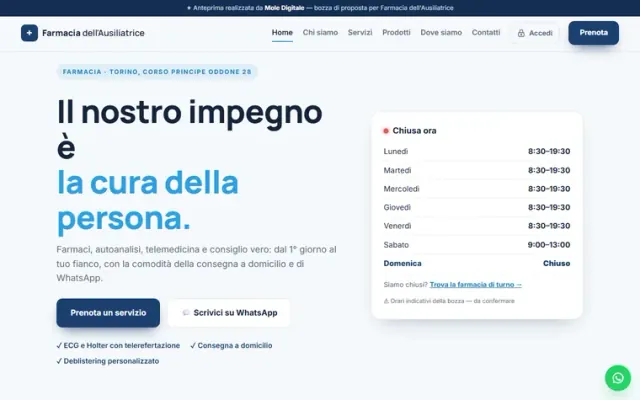 ✦ Anteprima realizzata da Mole Digitale — bozza di proposta per Farmacia dell'Ausiliatrice
Farmacia dell'Ausiliatrice
Home Chi siamo Servizi Prodotti Dove siamo Contatti Accedi Prenota
FARMACIA · TORINO, CORSO PRINCIPE ODDONE 28
Il nostro impegno
è
la cura della
persona.
Farmaci, autoanalisi, telemedicina e consiglio vero: dal 1° giorno al
tuo fianco, con la comodità della consegna a domicilio e di
WhatsApp.
Prenota un servizio Scrivici su WhatsApp
✓ ECG e Holter con telerefertazione ✓ Consegna a domicilio
✓ Deblistering personalizzato
Chiusa ora
Lunedì 8:30–19:30
Martedì 8:30–19:30
Mercoledì 8:30–19:30
Giovedì 8:30–19:30
Venerdì 8:30–19:30
Sabato 9:00–13:00
Domenica Chiuso
Siamo chiusi? Trova la farmacia di turno →
⚠ Orari indicativi della bozza — da confermare